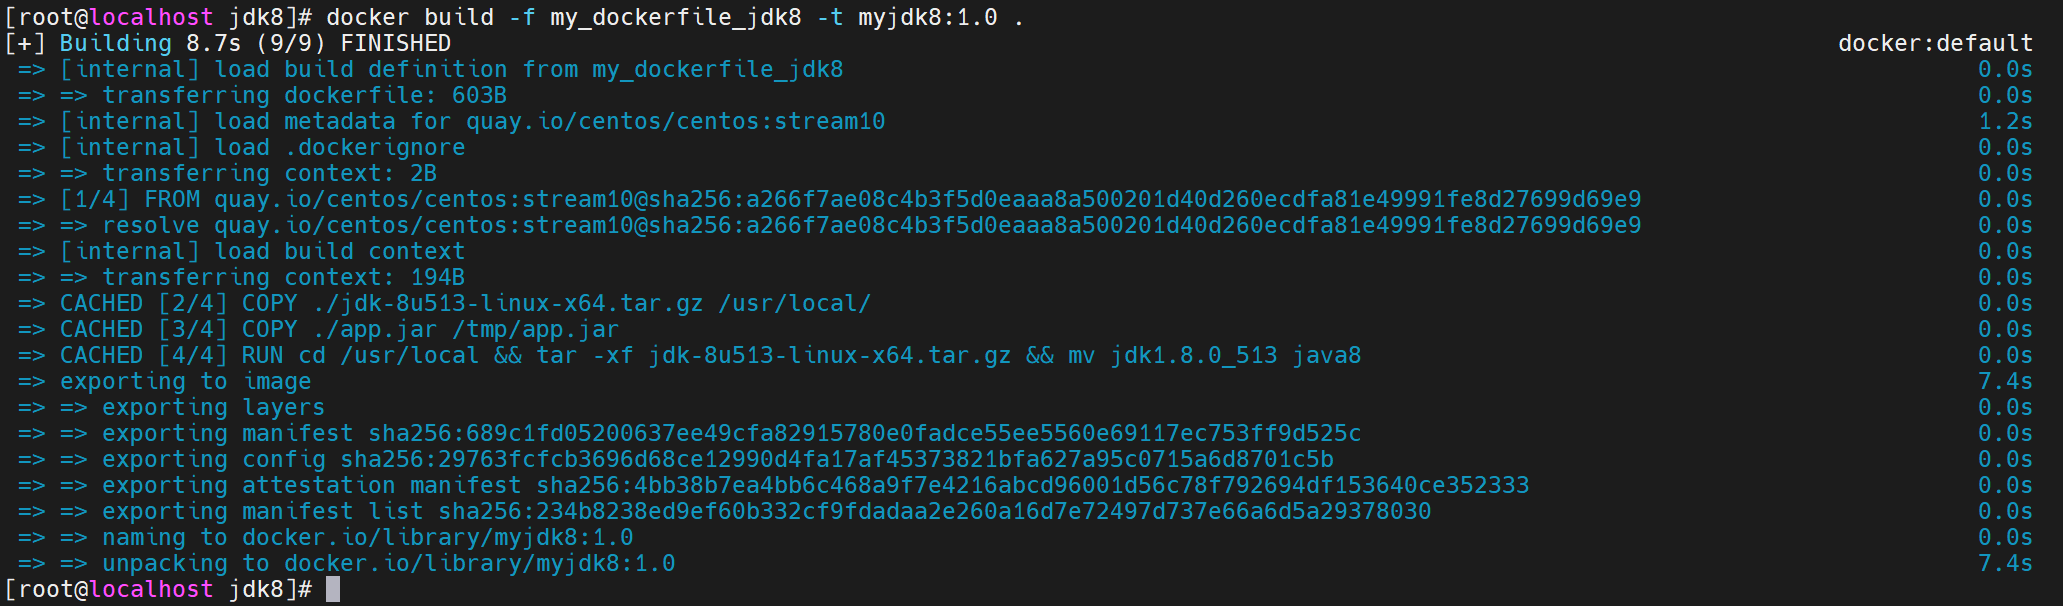 [root@localhost jdk8]# docker build -f my_dockerfile_jdk8 -t myjdk8:1.0 .
[+] Building 8.7s (9/9) FINISHED docker:default
=> [internal] load build definition from my_dockerfile_jdk8 0.0s
=> => transferring dockerfile: 603B 0.0s
=> [internal] load metadata for quay.io/centos/centos:stream10 1.2s
=> [internal] load .dockerignore 0.0s
=> => transferring context: 2B 0.0s
=> [1/4] FROM quay.io/centos/centos:stream10@sha256:a266f7ae08c4b3f5d0eaaa8a500201d40d260ecdfa81e49991fe8d27699d69e9 0.0s
=> => resolve quay.io/centos/centos:stream10@sha256:a266f7ae08c4b3f5d0eaaa8a500201d40d260ecdfa81e49991fe8d27699d69e9 0.0s
=> [internal] load build context 0.0s
=> => transferring context: 194B 0.0s
=> CACHED [2/4] COPY ./jdk-8u513-linux-x64.tar.gz /usr/local/ 0.0s
=> CACHED [3/4] COPY ./app.jar /tmp/app.jar 0.0s
=> CACHED [4/4] RUN cd /usr/local && tar -xf jdk-8u513-linux-x64.tar.gz && mv jdk1.8.0_513 java8 0.0s
=> exporting to image 7.4s
=> => exporting layers 0.0s
=> => exporting manifest sha256:689c1fd05200637ee49cfa82915780e0fadce55ee5560e69117ec753ff9d525c 0.0s
=> => exporting config sha256:29763fcfcb3696d68ce12990d4fa17af45373821bfa627a95c0715a6d8701c5b 0.0s
=> => exporting attestation manifest sha256:4bb38b7ea4bb6c468a9f7e4216abcd96001d56c78f792694df153640ce352333 0.0s
=> => exporting manifest list sha256:234b8238ed9ef60b332cf9fdadaa2e260a16d7e72497d737e66a6d5a29378030 0.0s
=> => naming to docker.io/library/myjdk8:1.0 0.0s
=> => unpacking to docker.io/library/myjdk8:1.0 7.4s
[root@localhost jdk8]#